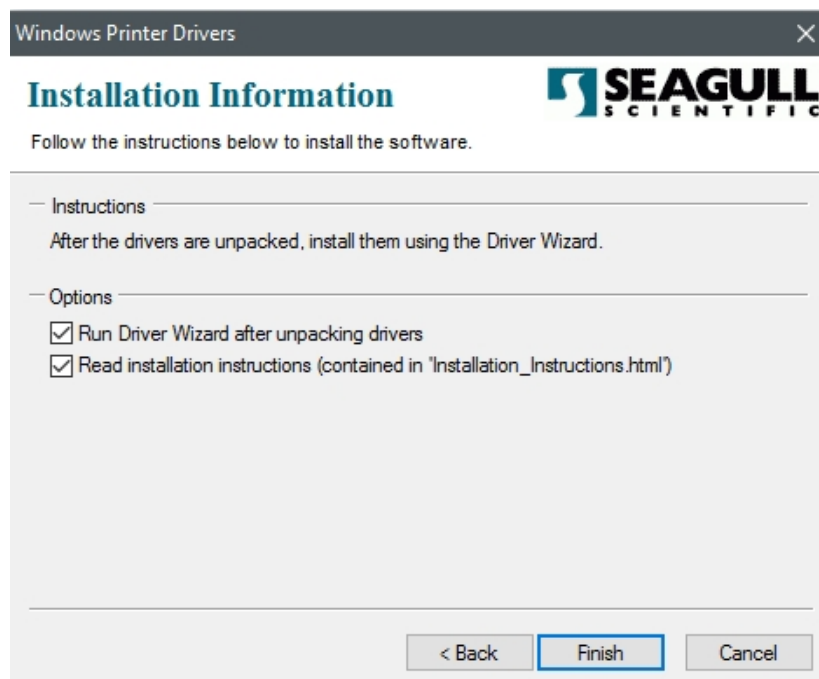 Windows Printer Drivers
Installation Information
SEAGULL
SCIENTIFIC
Follow the instructions below to install the software.
Instructions
After the drivers are unpacked, install them using the Driver Wizard.
Options
Run Driver Wizard after unpacking drivers
Read installation instructions (contained in 'Installation_Instructions.html')
< Back
Finish
Cancel